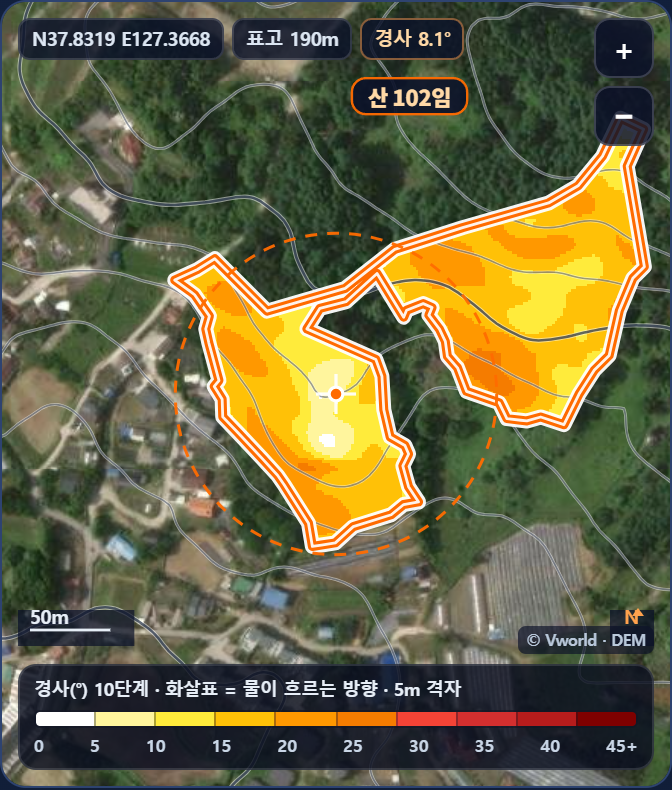 N37.8319 E127.3668
표고 190m
경사 8.1°
+
산 102임
−
50m
N
© Vworld · DEM
경사(°) 10단계 · 화살표 = 물이 흐르는 방향 · 5m 격자
0 5 10 15 20 25 30 35 40 45+